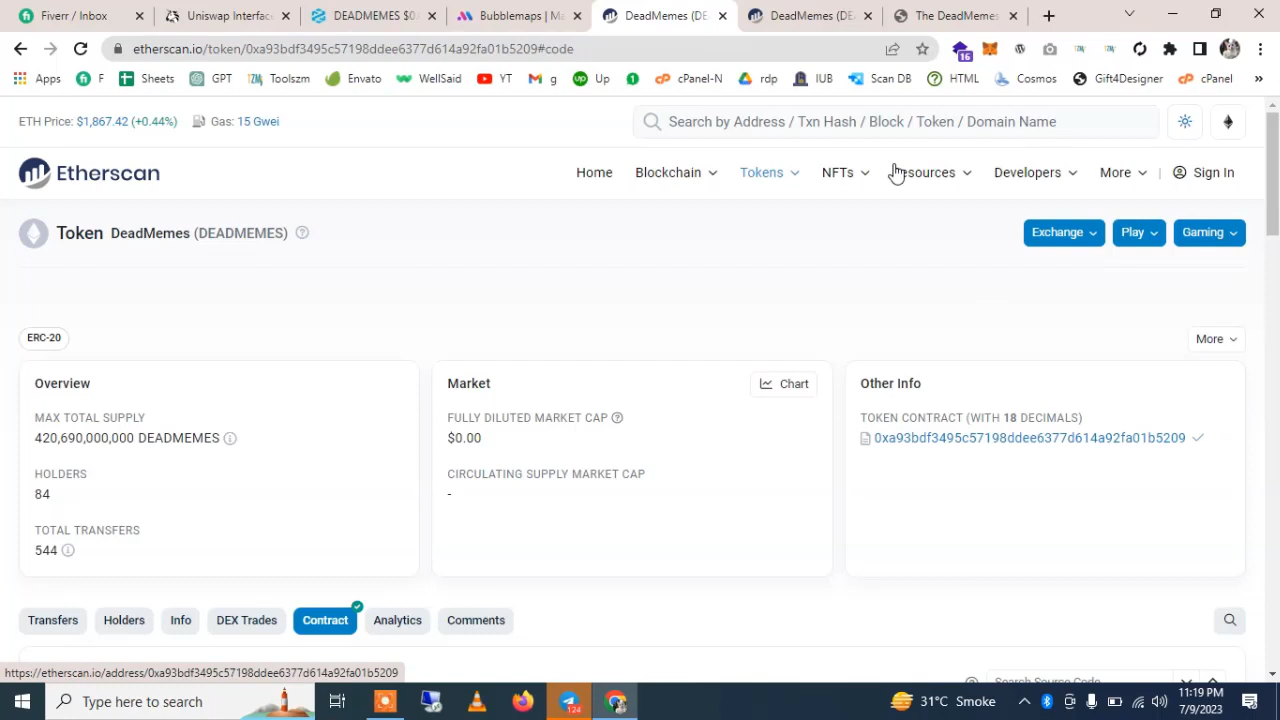 Fiverr / Inbox
Uniswap Interfac
DEADMEMES $0.
Bubblemaps | M
DeadMemes (DE
DeadMemes (DE
The DeadMemes
etherscan.io/token/0xa93bdf3495c57198ddee6377d614a92fa01b5209#code
16
Apps
F
Sheets
GPT
Toolszm
Envato
WellSaid
YT
g
Up
cPanel-N
rdp
IUB
Scan DB
HTML
Cosmos
Gift4Designer
cPanel
ETH Price: $1,867.42 (+0.44%)
Gas: 15 Gwei
Search by Address / Txn Hash / Block / Token / Domain Name
Etherscan
Home
Blockchain
Tokens
NFTs
Resources
Developers
More
Sign In
Token DeadMemes (DEADMEMES)
Exchange
Play
Gaming
ERC-20
More
Overview
MAX TOTAL SUPPLY
420,690,000,000 DEADMEMES
HOLDERS
84
TOTAL TRANSFERS
544
Market
Chart
FULLY DILUTED MARKET CAP
$0.00
CIRCULATING SUPPLY MARKET CAP
-
Other Info
TOKEN CONTRACT (WITH 18 DECIMALS)
0xa93bdf3495c57198ddee6377d614a92fa01b5209
Transfers
Holders
Info
DEX Trades
Contract
Analytics
Comments
https://etherscan.io/address/0xa93bdf3495c57198ddee6377d614a92fa01b5209
Search Source Code
Type here to search
124
31°C Smoke
11:19 PM
7/9/2023